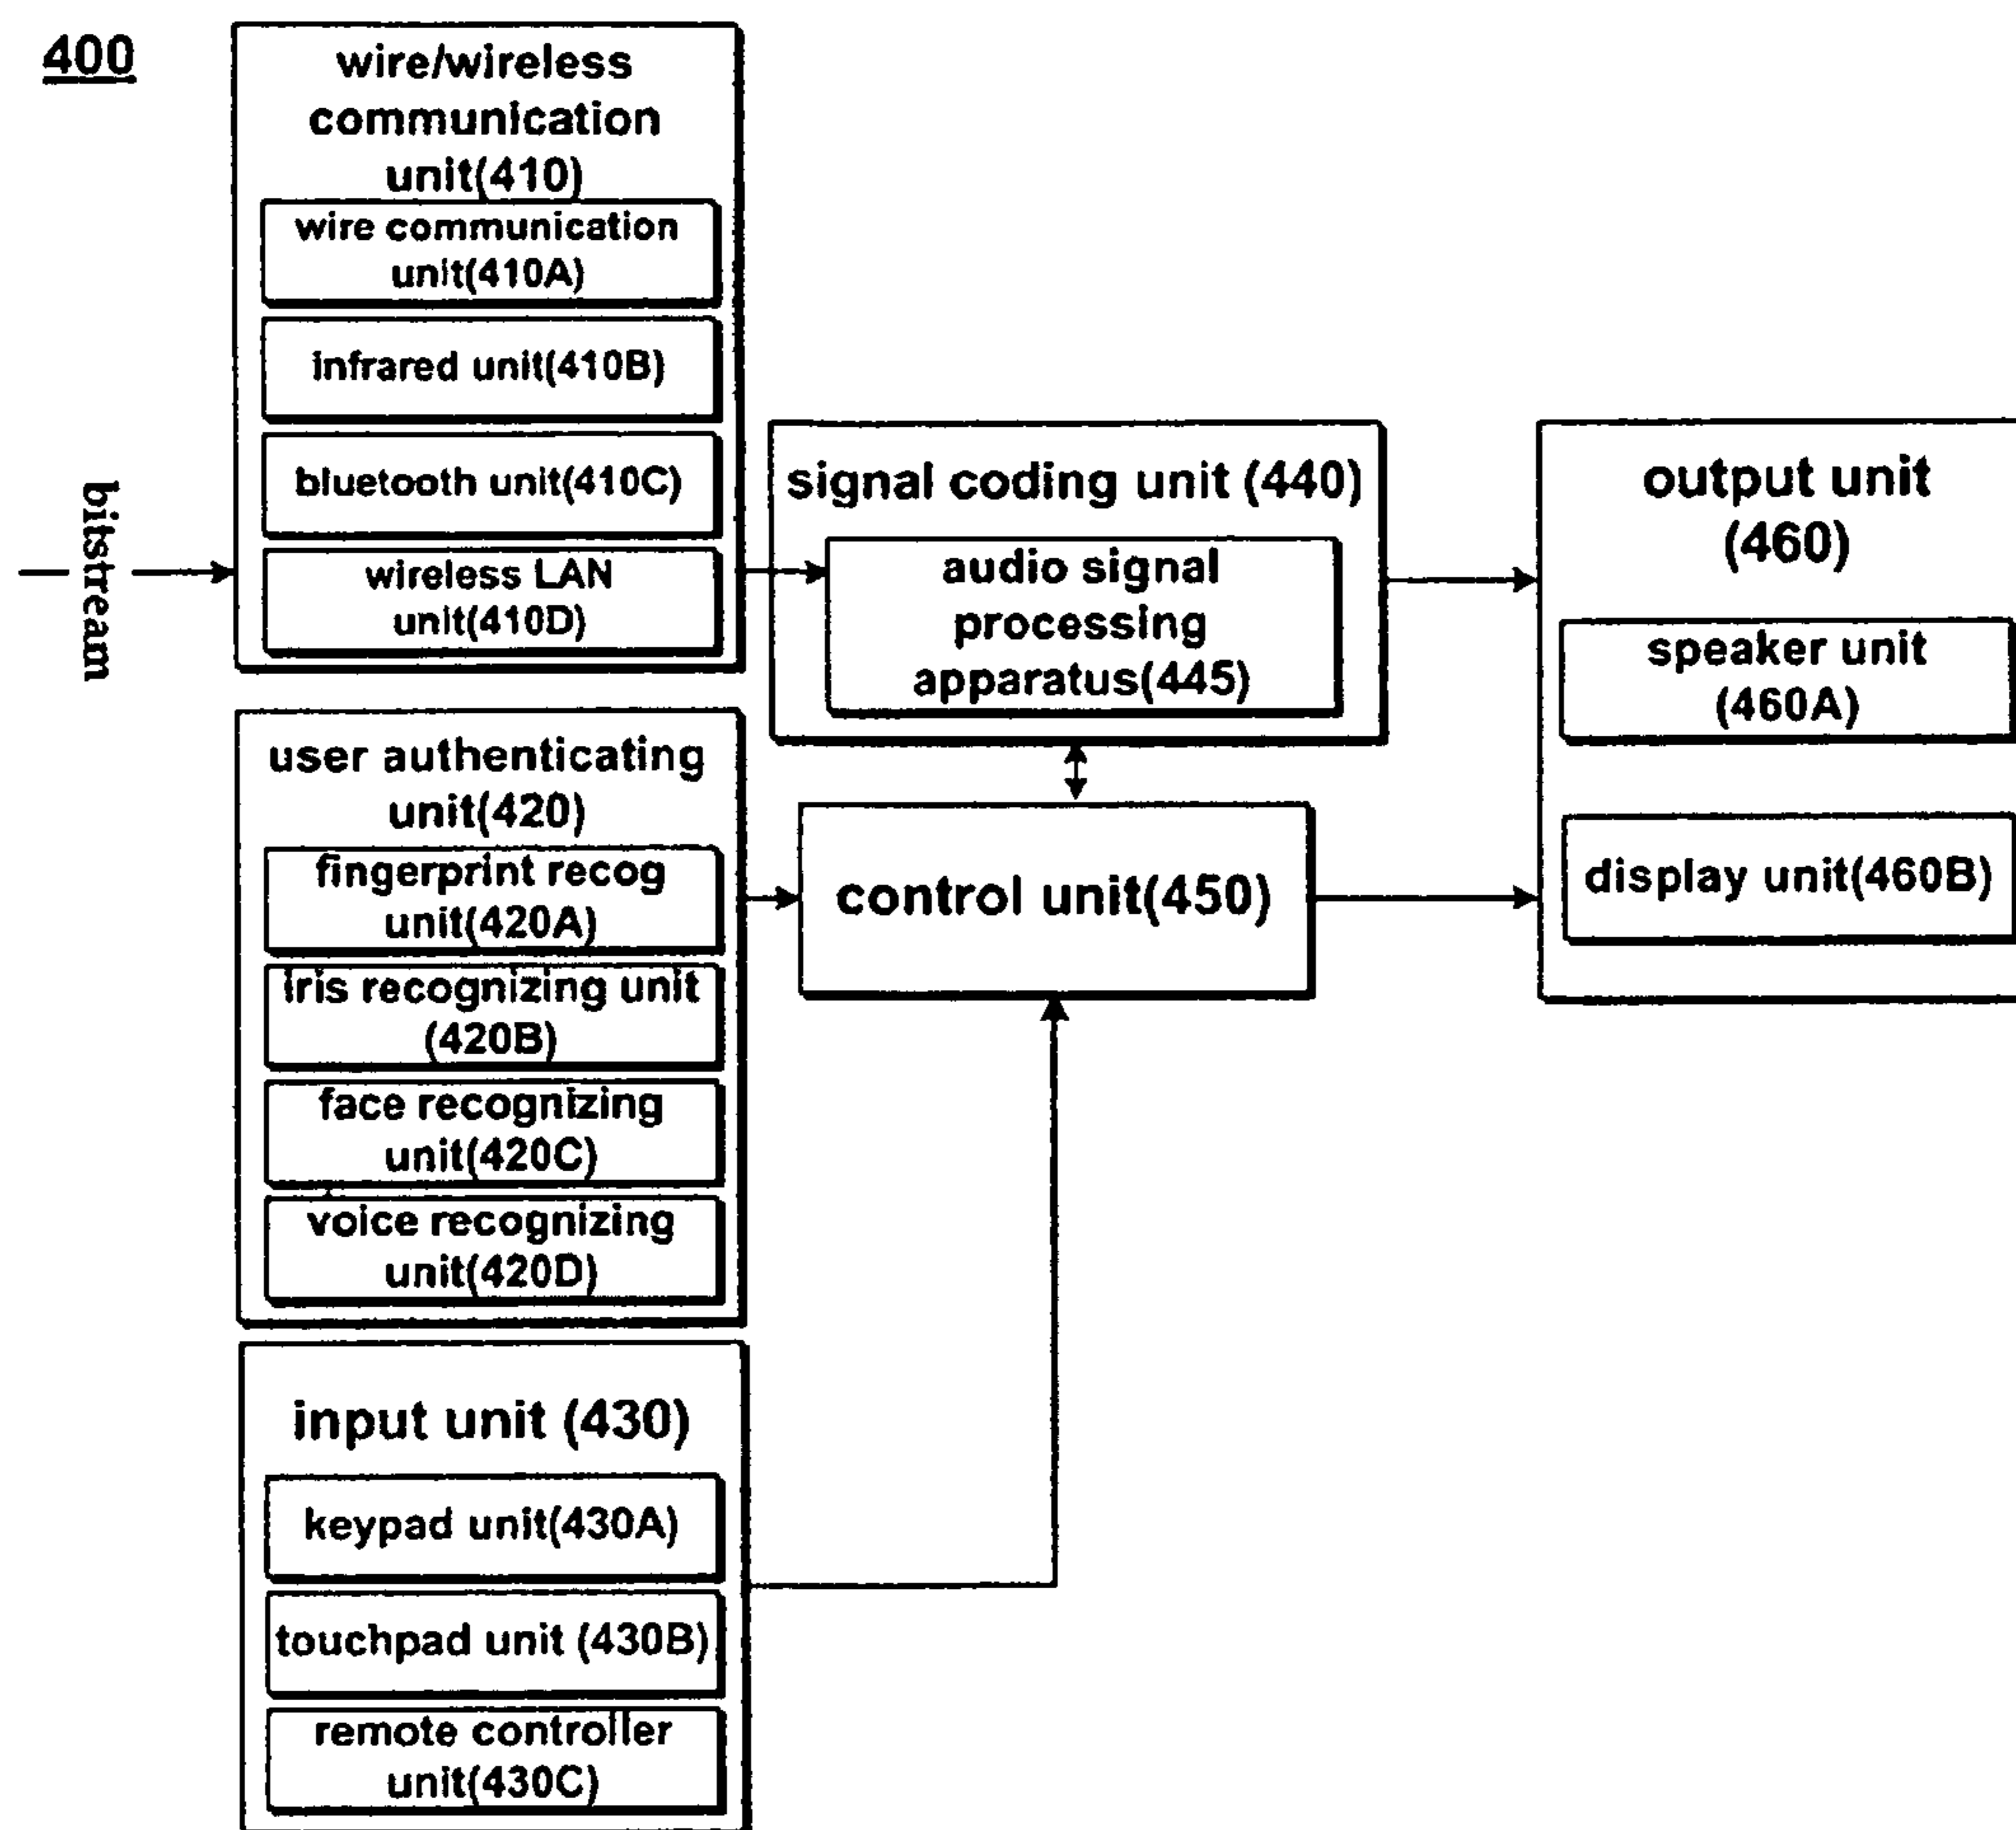 400
wire/wireless
communication
unit(410)
wire communication
unit(410A)
infrared unit(410B)
bluetooth unit(410C)
wireless LAN
unit(410D)
bitstream
signal coding unit (440)
audio signal
processing
apparatus(445)
output unit
(460)
speaker unit
(460A)
display unit(460B)
user authenticating
unit(420)
fingerprint recog
unit(420A)
iris recognizing unit
(420B)
face recognizing
unit(420C)
voice recognizing
unit(420D)
control unit(450)
input unit (430)
keypad unit(430A)
touchpad unit (430B)
remote controller
unit(430C)